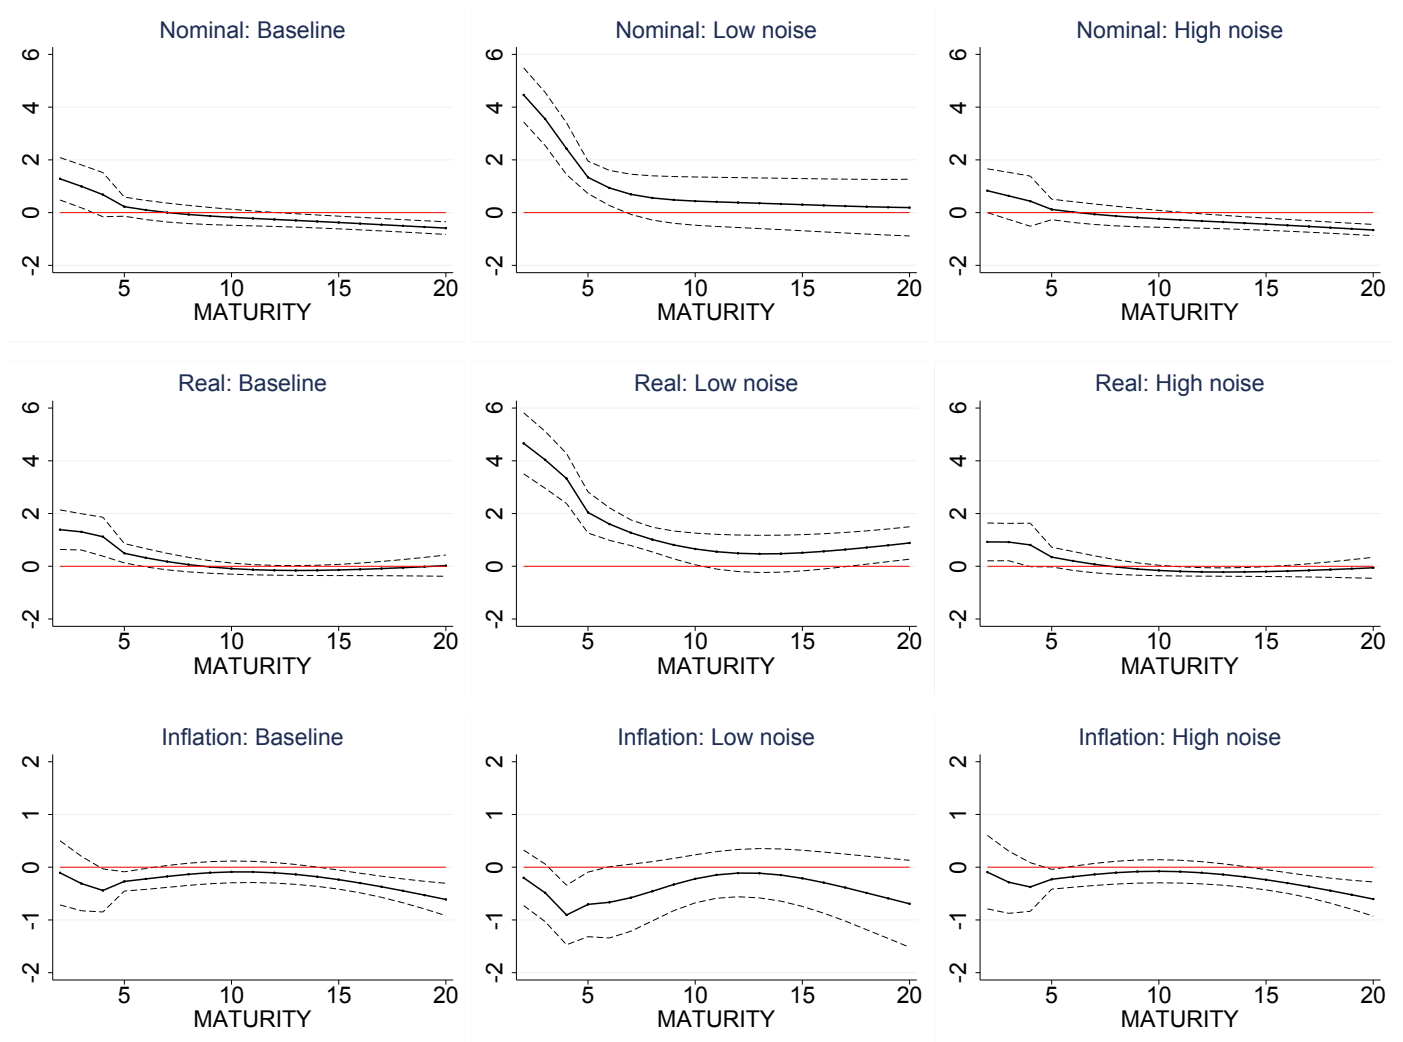 Nominal: Baseline
6
4
2
0
-2
5 10 15 20
MATURITY
Nominal: Low noise
6
4
2
0
-2
5 10 15 20
MATURITY
Nominal: High noise
6
4
2
0
-2
5 10 15 20
MATURITY
Real: Baseline
6
4
2
0
-2
5 10 15 20
MATURITY
Real: Low noise
6
4
2
0
-2
5 10 15 20
MATURITY
Real: High noise
6
4
2
0
-2
5 10 15 20
MATURITY
Inflation: Baseline
2
1
0
-1
-2
5 10 15 20
MATURITY
Inflation: Low noise
2
1
0
-1
-2
5 10 15 20
MATURITY
Inflation: High noise
2
1
0
-1
-2
5 10 15 20
MATURITY